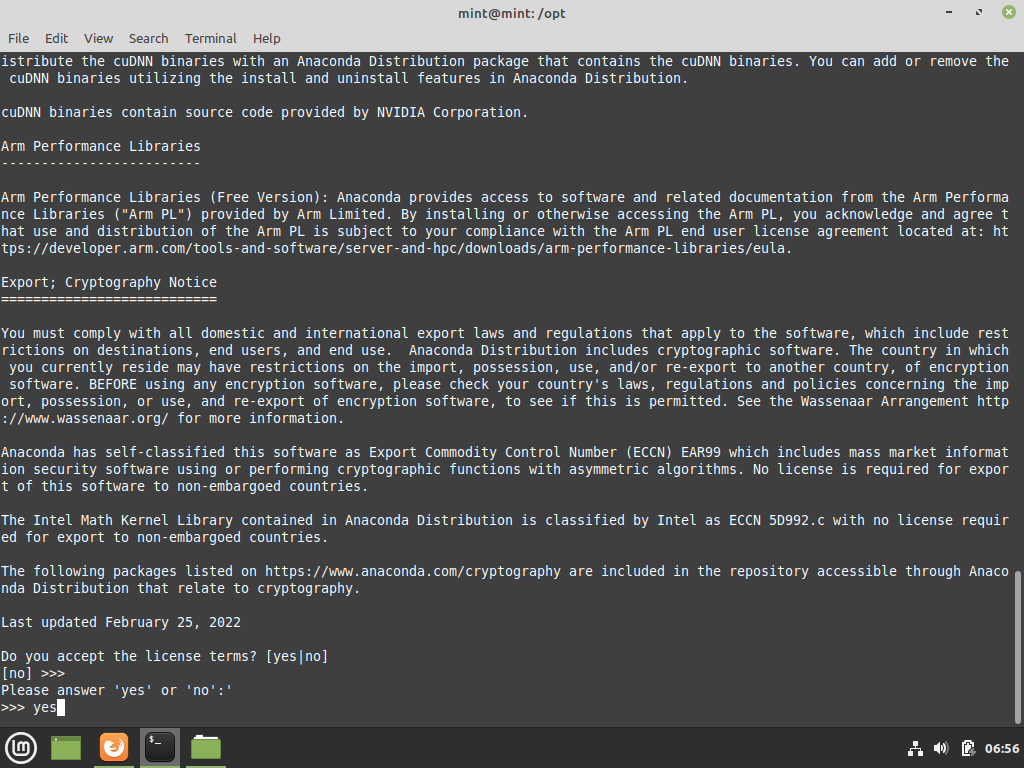 mint@mint: /opt
File Edit View Search Terminal Help
istribute the cuDNN binaries with an Anaconda Distribution package that contains the cuDNN binaries. You can add or remove the
 cuDNN binaries utilizing the install and uninstall features in Anaconda Distribution.
cuDNN binaries contain source code provided by NVIDIA Corporation.
Arm Performance Libraries
-------------------------
Arm Performance Libraries (Free Version): Anaconda provides access to software and related documentation from the Arm Performa
nce Libraries ("Arm PL") provided by Arm Limited. By installing or otherwise accessing the Arm PL, you acknowledge and agree t
hat use and distribution of the Arm PL is subject to your compliance with the Arm PL end user license agreement located at: ht
tps://developer.arm.com/tools-and-software/server-and-hpc/downloads/arm-performance-libraries/eula.
Export; Cryptography Notice
===========================
You must comply with all domestic and international export laws and regulations that apply to the software, which include rest
rictions on destinations, end users, and end use.  Anaconda Distribution includes cryptographic software. The country in which
 you currently reside may have restrictions on the import, possession, use, and/or re-export to another country, of encryption
 software. BEFORE using any encryption software, please check your country's laws, regulations and policies concerning the imp
ort, possession, or use, and re-export of encryption software, to see if this is permitted. See the Wassenaar Arrangement http
://www.wassenaar.org/ for more information.
Anaconda has self-classified this software as Export Commodity Control Number (ECCN) EAR99 which includes mass market informat
ion security software using or performing cryptographic functions with asymmetric algorithms. No license is required for expor
t of this software to non-embargoed countries.
The Intel Math Kernel Library contained in Anaconda Distribution is classified by Intel as ECCN 5D992.c with no license requir
ed for export to non-embargoed countries.
The following packages listed on https://www.anaconda.com/cryptography are included in the repository accessible through Anaco
nda Distribution that relate to cryptography.
Last updated February 25, 2022
Do you accept the license terms? [yes|no]
[no] >>>
Please answer 'yes' or 'no':'
>>> yes
$_
06:56